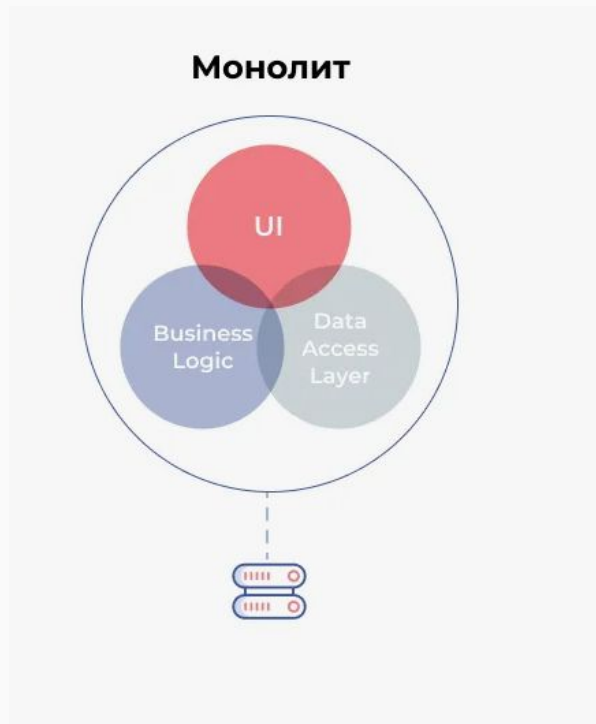 Монолит
UI
Business
Logic
Data
Access
Layer